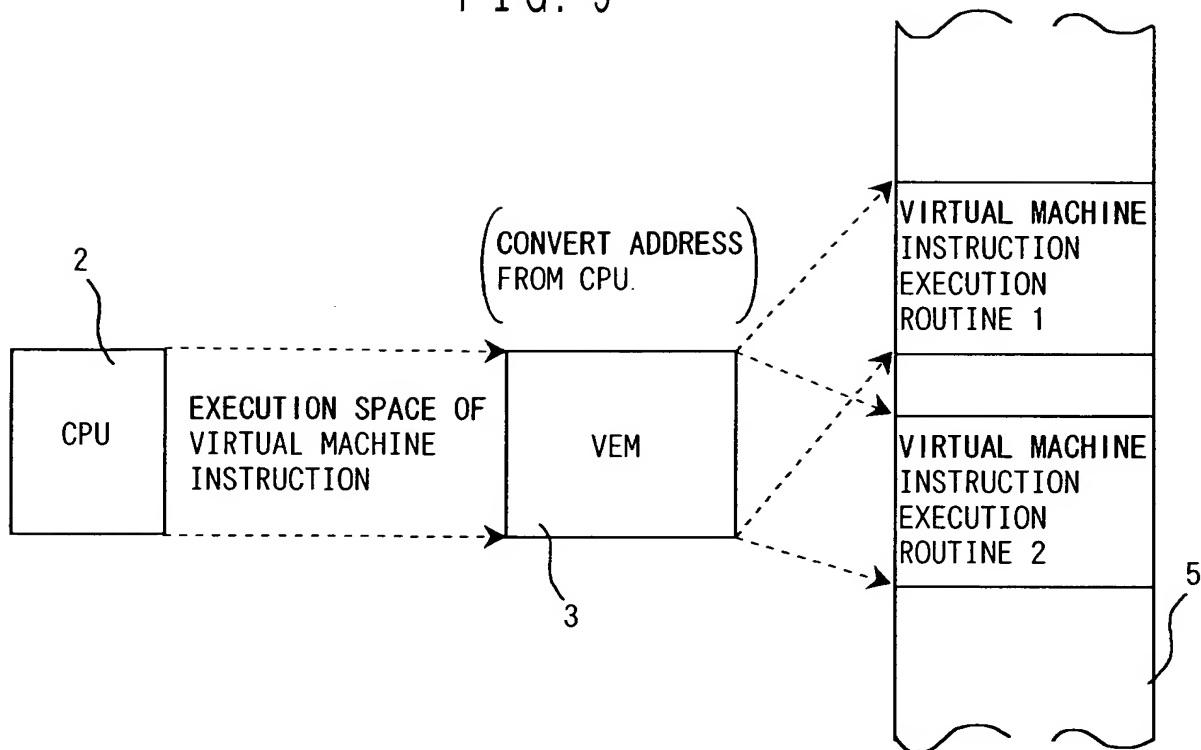 FIG.
(CONVERT ADDRESS
FROM CPU.)
2
CPU
EXECUTION SPACE OF
VIRTUAL MACHINE
INSTRUCTION
VEM
3
VIRTUAL MACHINE
INSTRUCTION
EXECUTION
ROUTINE 1
VIRTUAL MACHINE
INSTRUCTION
EXECUTION
ROUTINE 2
5